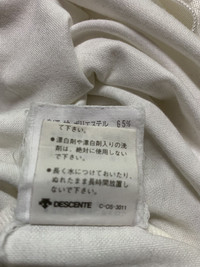 ポリエステル 65%
て下さい。
• 漂白剤や漂白剤入りの洗
剤は、絶対に使用しない
で下さい。
• 長く水につけておいたり、
ぬれたまま長時間放置し
ないで下さい。
DESCENTE C-CS-3011